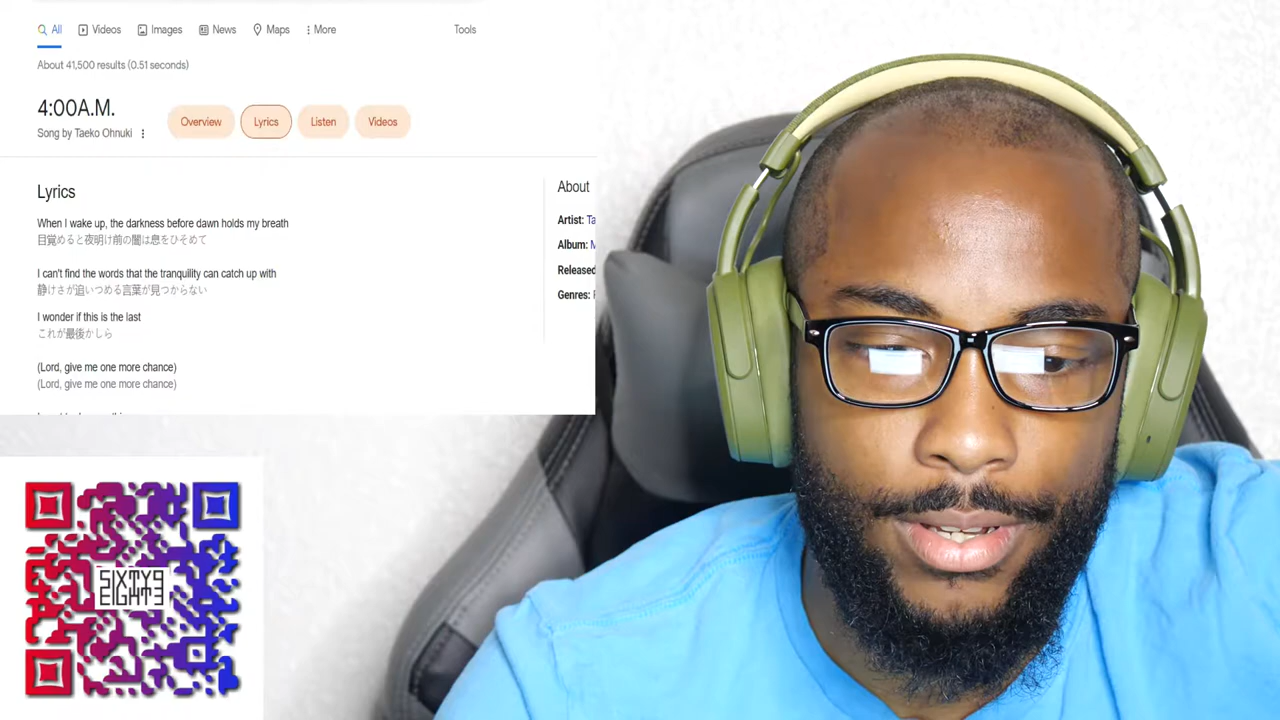 All Videos Images News Maps More Tools
About 41,500 results (0.51 seconds)
4:00A.M.
Song by Taeko Ohnuki
Overview Lyrics Listen Videos
Lyrics
When I wake up, the darkness before dawn holds my breath
目覚めると夜明け前の闇は息をひそめて
I can't find the words that the tranquility can catch up with
静けさが追いつめる言葉が見つからない
I wonder if this is the last
これが最後かしら
(Lord, give me one more chance)
(Lord, give me one more chance)
About
Artist: Ta
Album: M
Released
Genres:
SIXTY9
EIGHT3